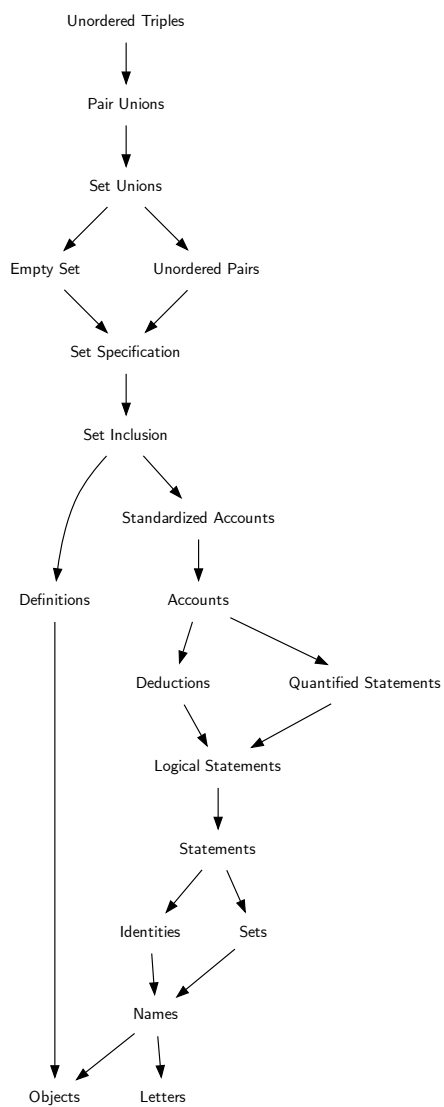 Unordered Triples
Pair Unions
Set Unions
Empty Set
Unordered Pairs
Set Specification
Set Inclusion
Standardized Accounts
Definitions
Accounts
Deductions
Quantified Statements
Logical Statements
Statements
Identities
Sets
Names
Objects
Letters